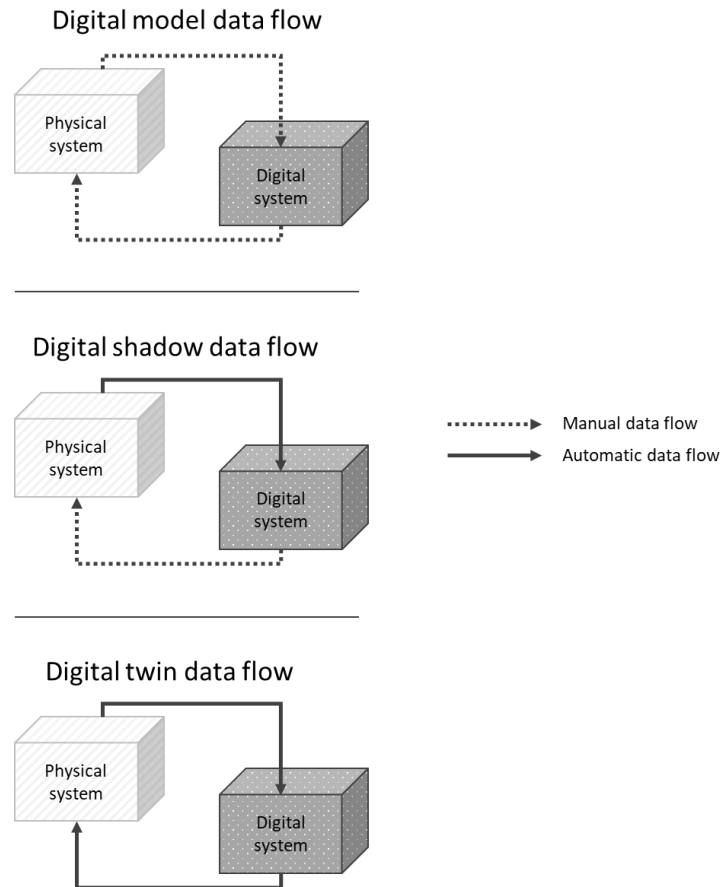 Digital model data flow
Physical
system
Digital
system
Digital shadow data flow
Physical
system
Digital
system
Manual data flow
Automatic data flow
Digital twin data flow
Physical
system
Digital
system